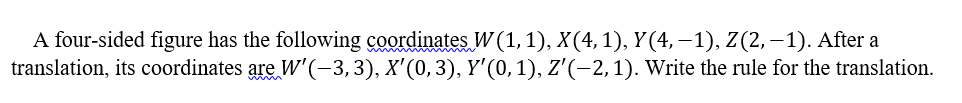 A four-sided figure has the following coordinates W(1, 1), X(4, 1), Y(4, −1), Z(2, −1). After a
translation, its coordinates are W′(−3, 3), X′(0, 3), Y′(0, 1), Z′(−2, 1). Write the rule for the translation.